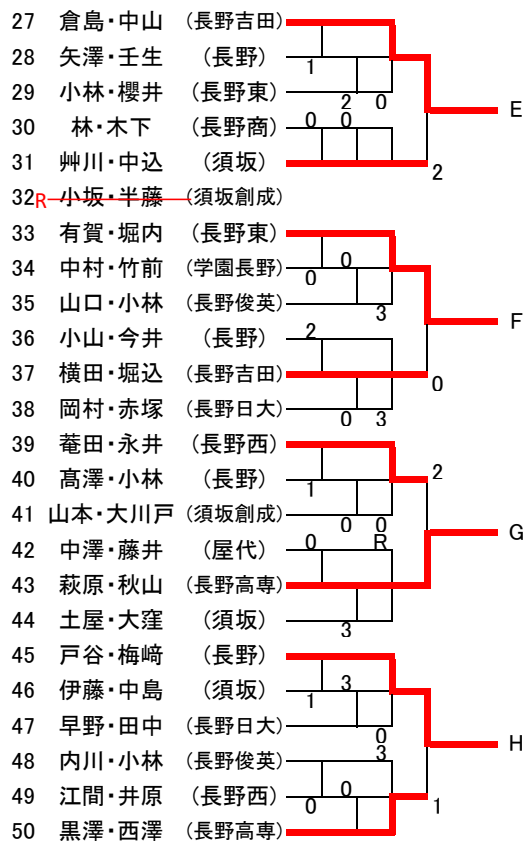 27 倉島・中山 (長野吉田)
28 矢澤・壬生 (長野)
1
29 小林・櫻井 (長野東)
2 0
E
30 林・木下 (長野商)
0 0
31 艸川・中込 (須坂)
2
32 R 小坂・半藤 (須坂創成)
33 有賀・堀内 (長野東)
34 中村・竹前 (学園長野)
0 0
35 山口・小林 (長野俊英)
3
F
36 小山・今井 (長野)
2
37 横田・堀込 (長野吉田)
0
38 岡村・赤塚 (長野日大)
0 3
39 菴田・永井 (長野西)
2
40 髙澤・小林 (長野)
1
41 山本・大川戸 (須坂創成)
0 0
G
42 中澤・藤井 (屋代)
0 R
43 萩原・秋山 (長野高専)
44 土屋・大窪 (須坂)
3
45 戸谷・梅﨑 (長野)
46 伊藤・中島 (須坂)
1 3
47 早野・田中 (長野日大)
0
H
48 内川・小林 (長野俊英)
3
49 江間・井原 (長野西)
0 0
1
50 黒澤・西澤 (長野高専)